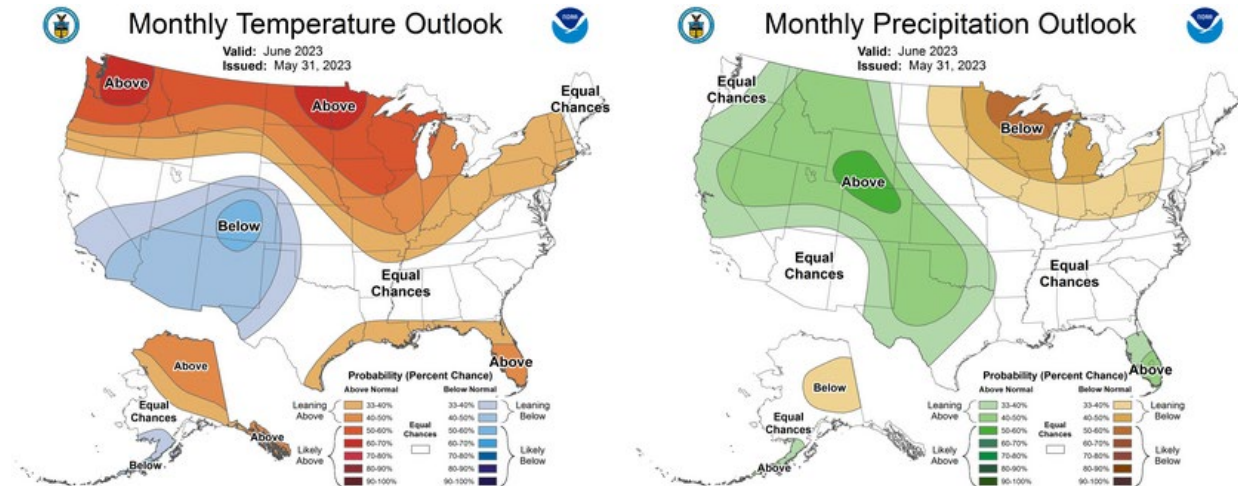 Monthly Temperature Outlook
Valid: June 2023
Issued: May 31, 2023
Above
Above
Equal
Chances
Below
Equal
Chances
Above
Above
Equal
Chances
Below
Above
Probability (Percent Chance)
Above Normal
Below Normal
Leaning
Above
33-40%
40-50%
Likely
Above
50-60%
60-70%
70-80%
80-90%
90-100%
Equal
Chances
33-40%
40-50%
Leaning
Below
50-60%
60-70%
70-80%
80-90%
90-100%
Likely
Below
Monthly Precipitation Outlook
Valid: June 2023
Issued: May 31, 2023
Equal
Chances
Below
Above
Equal
Chances
Equal
Chances
Above
Below
Equal
Chances
Above
Probability (Percent Chance)
Above Normal
Below Normal
Leaning
Above
33-40%
40-50%
Likely
Above
50-60%
60-70%
70-80%
80-90%
90-100%
Equal
Chances
33-40%
40-50%
Leaning
Below
50-60%
60-70%
70-80%
80-90%
90-100%
Likely
Below